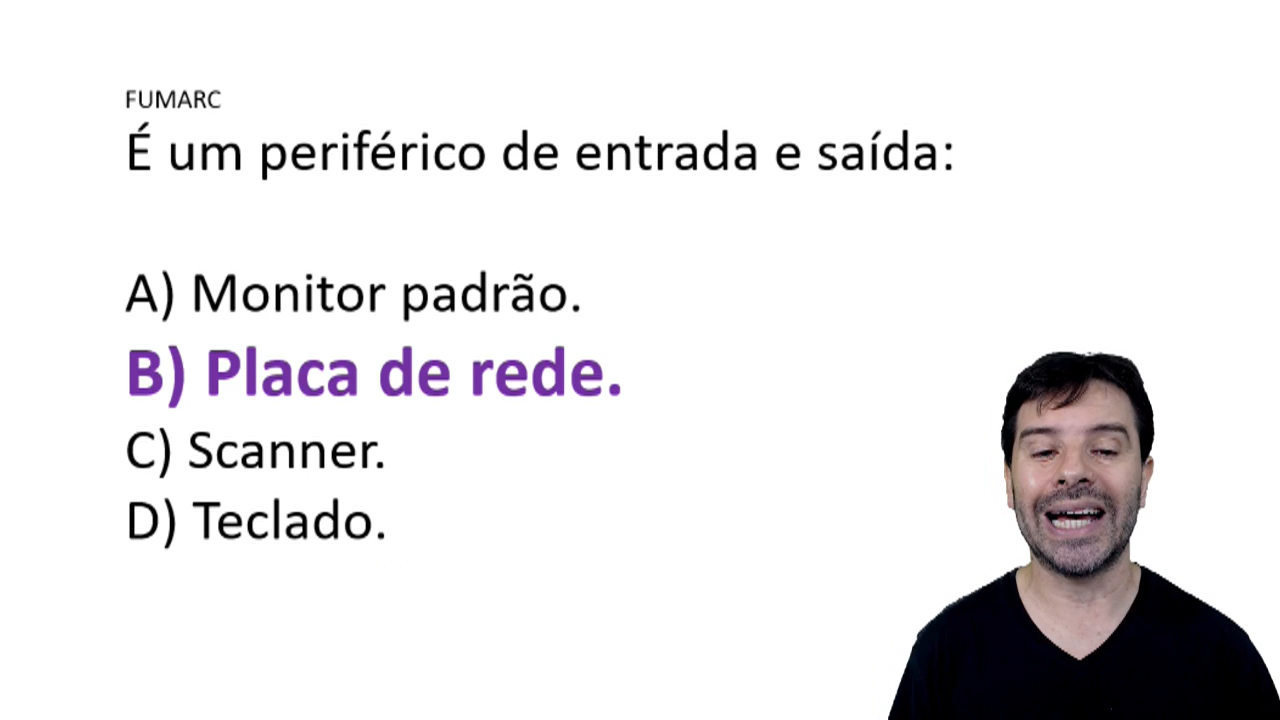 FUMARC
É um periférico de entrada e saída:
A) Monitor padrão.
B) Placa de rede.
C) Scanner.
D) Teclado.